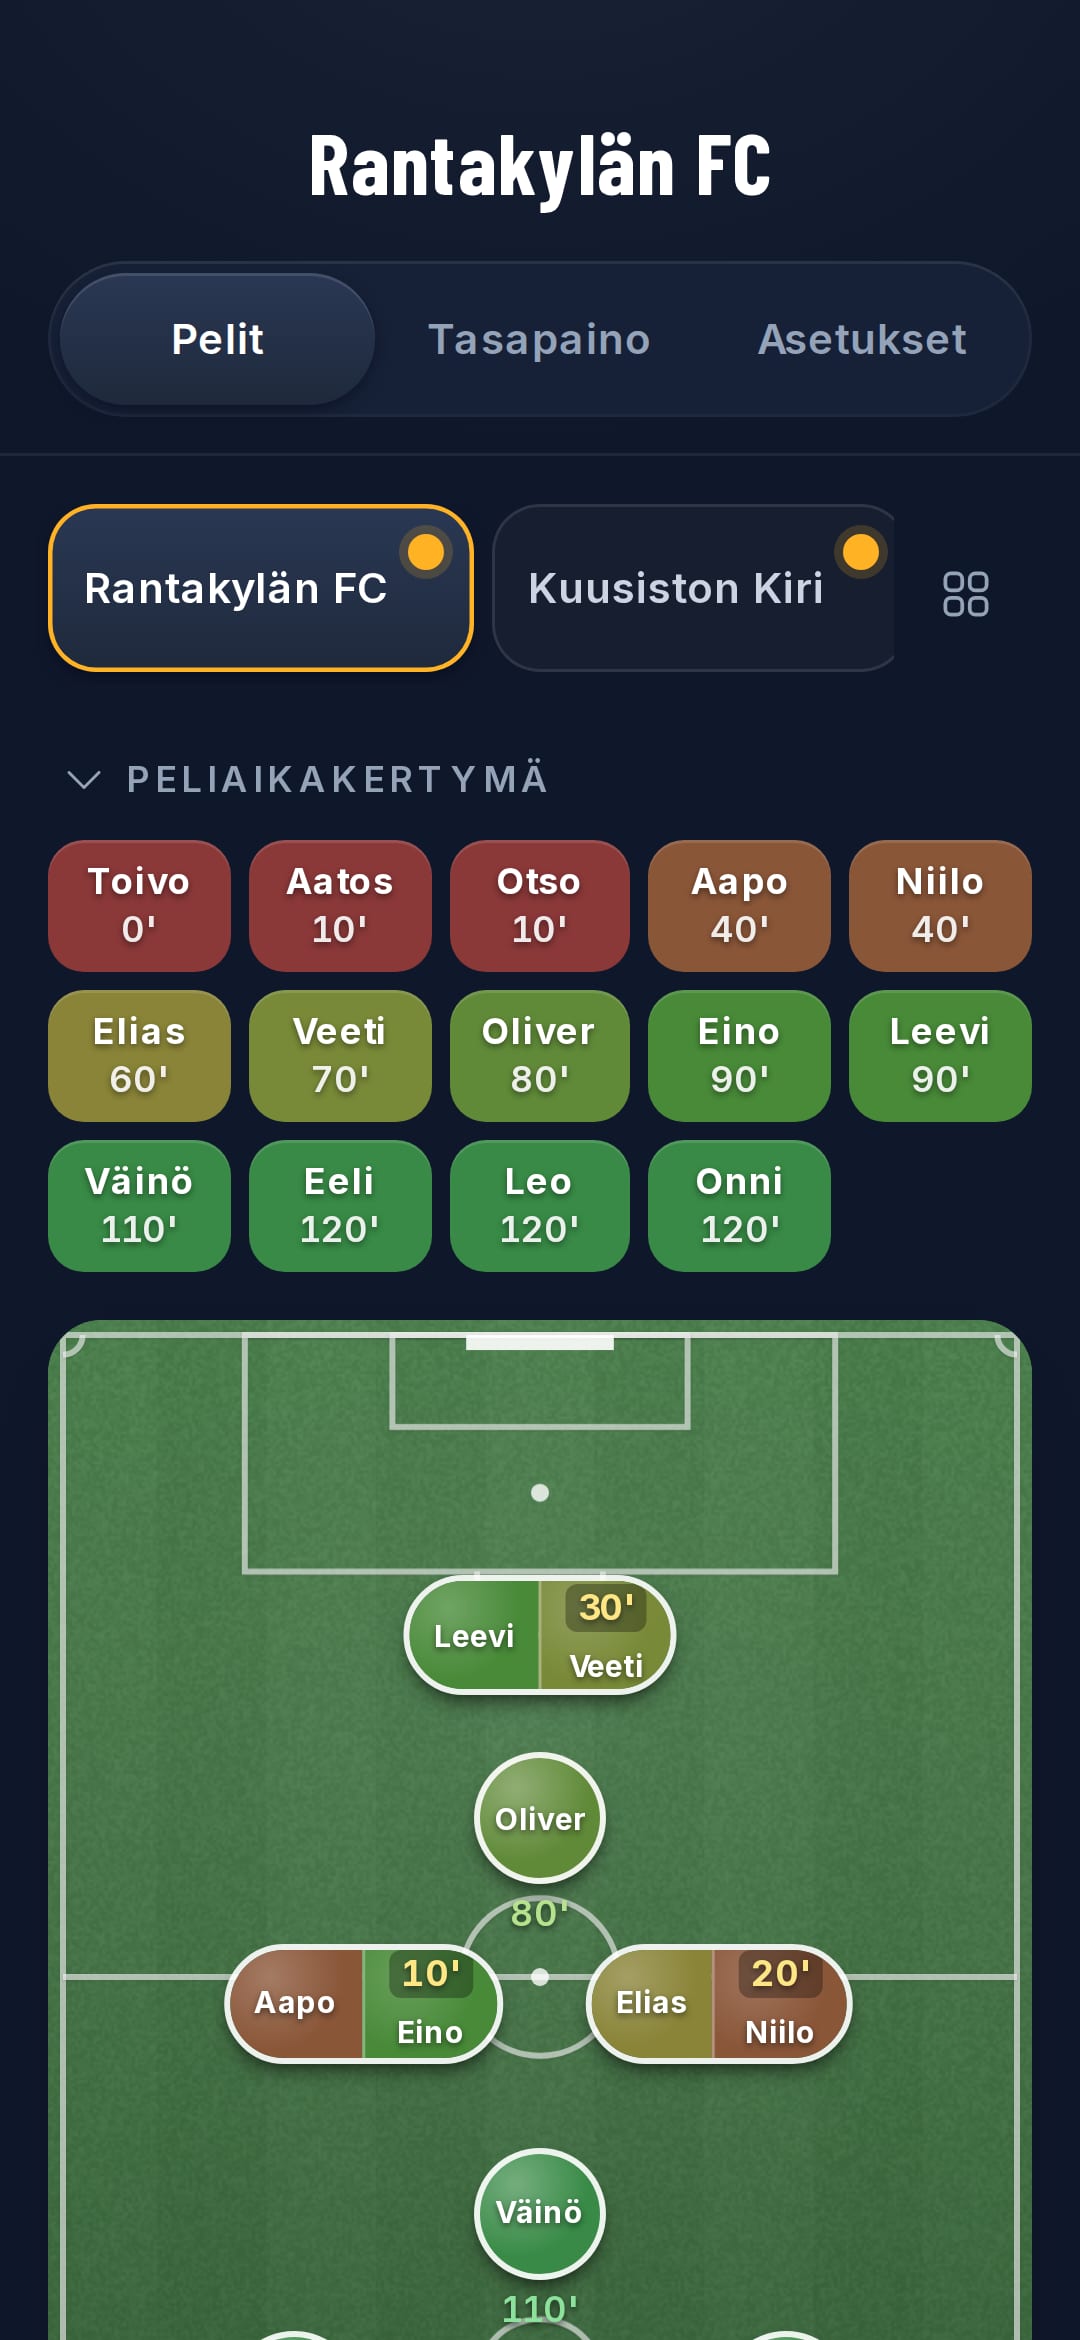 Rantakylän FC
Pelit Tasapaino Asetukset
Rantakylän FC Kuusiston Kiri
PELIAIKAKERTYMÄ
Toivo Aatos Otso Aapo Niilo
0' 10' 10' 40' 40'
Elias Veeti Oliver Eino Leevi
60' 70' 80' 90' 90'
Väinö Eeli Leo Onni
110' 120' 120' 120'
30'
Leevi
Veeti
Oliver
80'
10' 20'
Aapo Elias
Eino Niilo
Väinö
110'